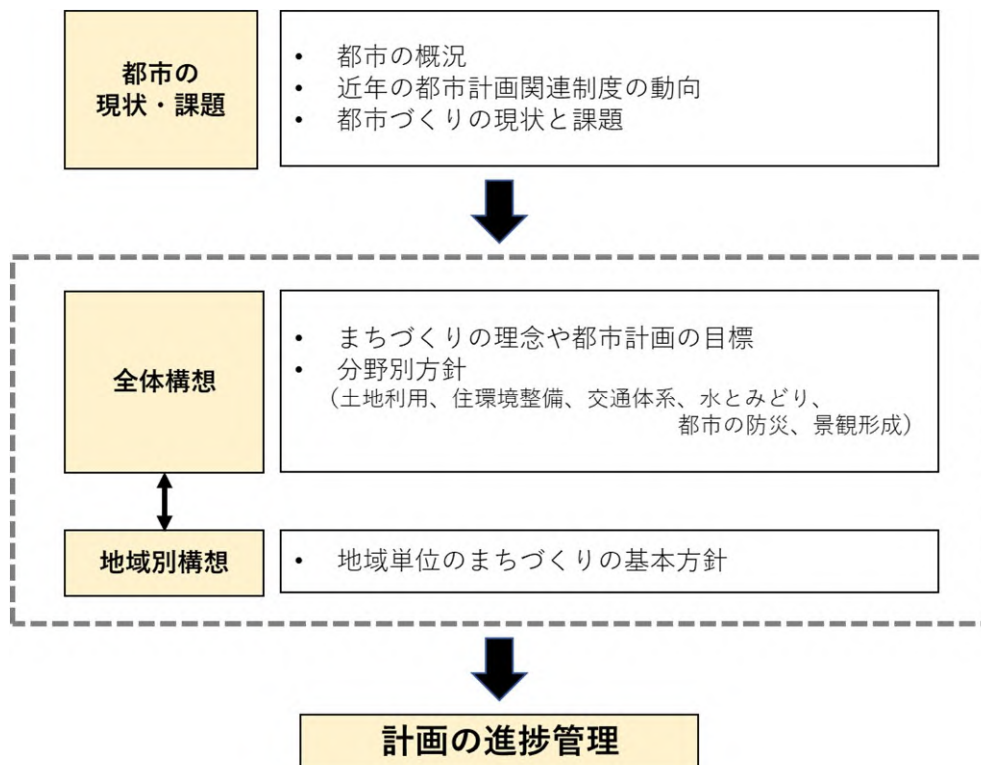 都市の
現状・課題
• 都市の概況
• 近年の都市計画関連制度の動向
• 都市づくりの現状と課題
全体構想
• まちづくりの理念や都市計画の目標
• 分野別方針
（土地利用、住環境整備、交通体系、水とみどり、
都市の防災、景観形成）
地域別構想
• 地域単位のまちづくりの基本方針
計画の進捗管理